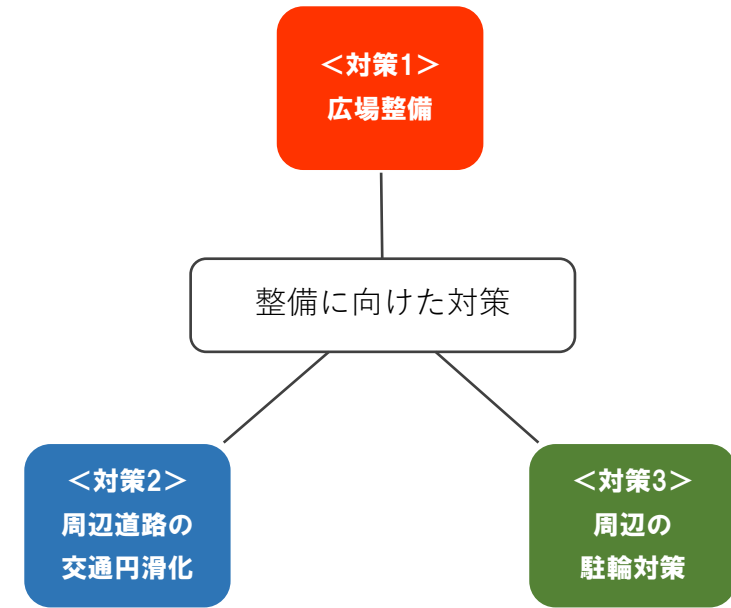 ＜対策1＞
広場整備
整備に向けた対策
＜対策2＞
周辺道路の
交通円滑化
＜対策3＞
周辺の
駐輪対策